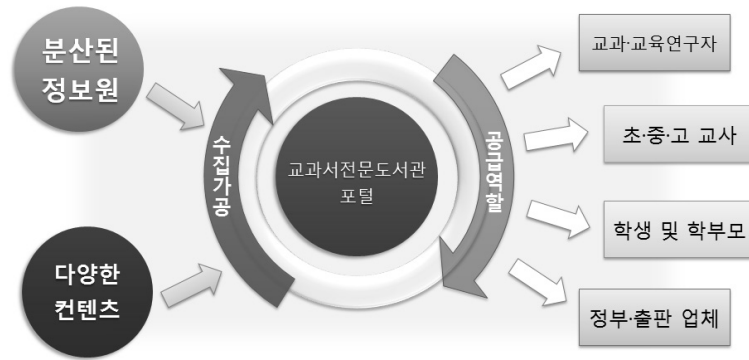 분산된
정보원
다양한
컨텐츠
수집가공
교과서전문도서관
포털
공급역할
교과·교육연구자
초·중·고 교사
학생 및 학부모
정부·출판 업체